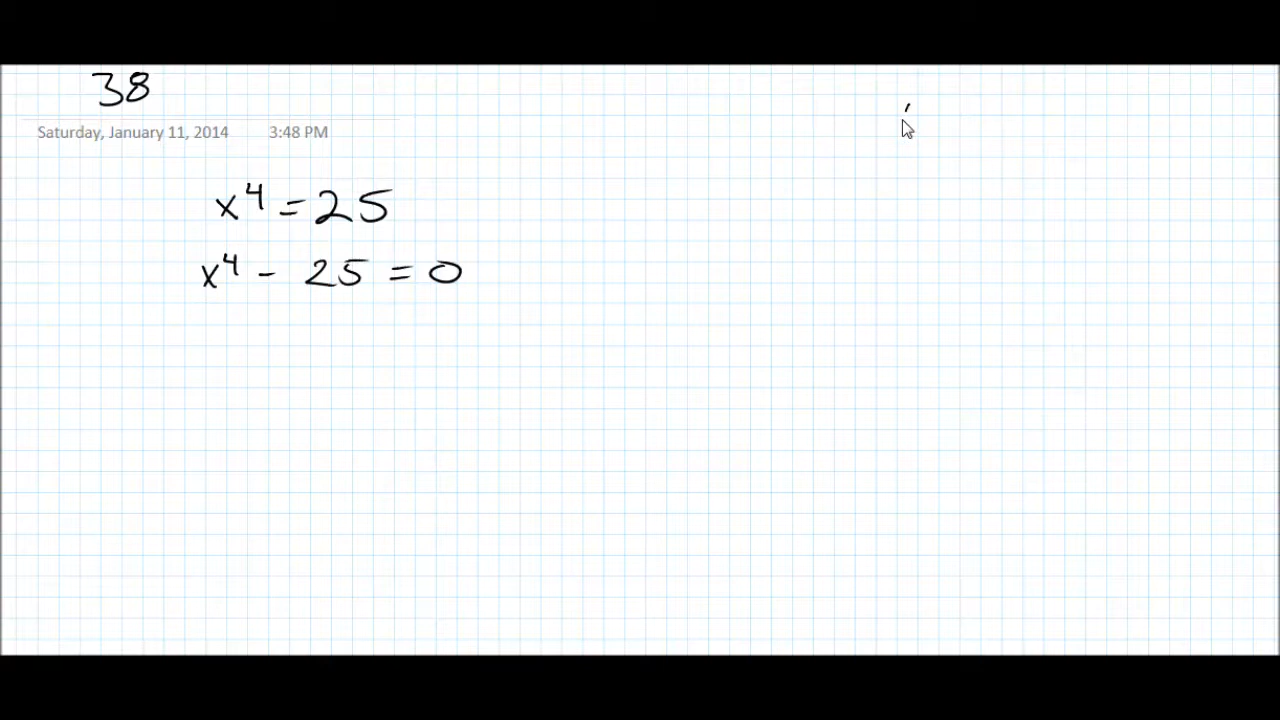 38
Saturday, January 11, 2014 3:48 PM
x⁴ = 25
x⁴ - 25 = 0